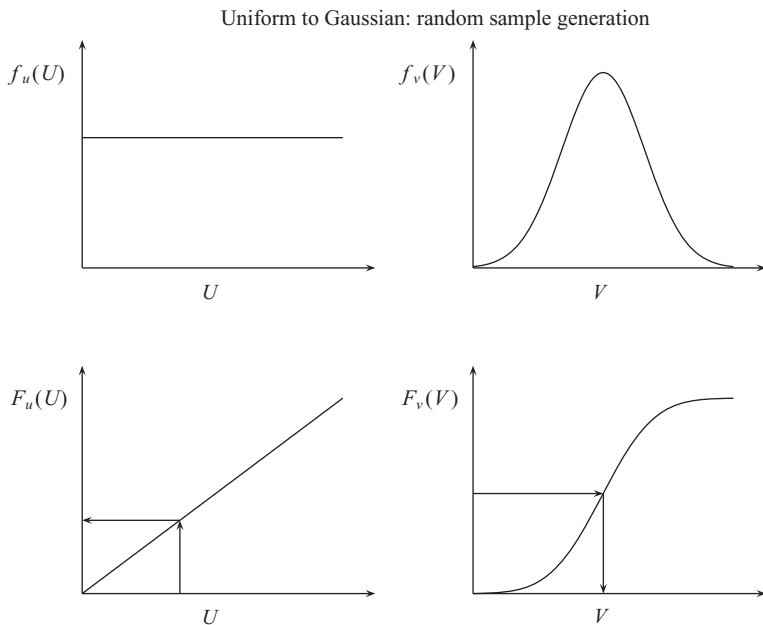 Uniform to Gaussian: random sample generation
f_u(U)
f_v(V)
U
V
F_u(U)
F_v(V)
U
V